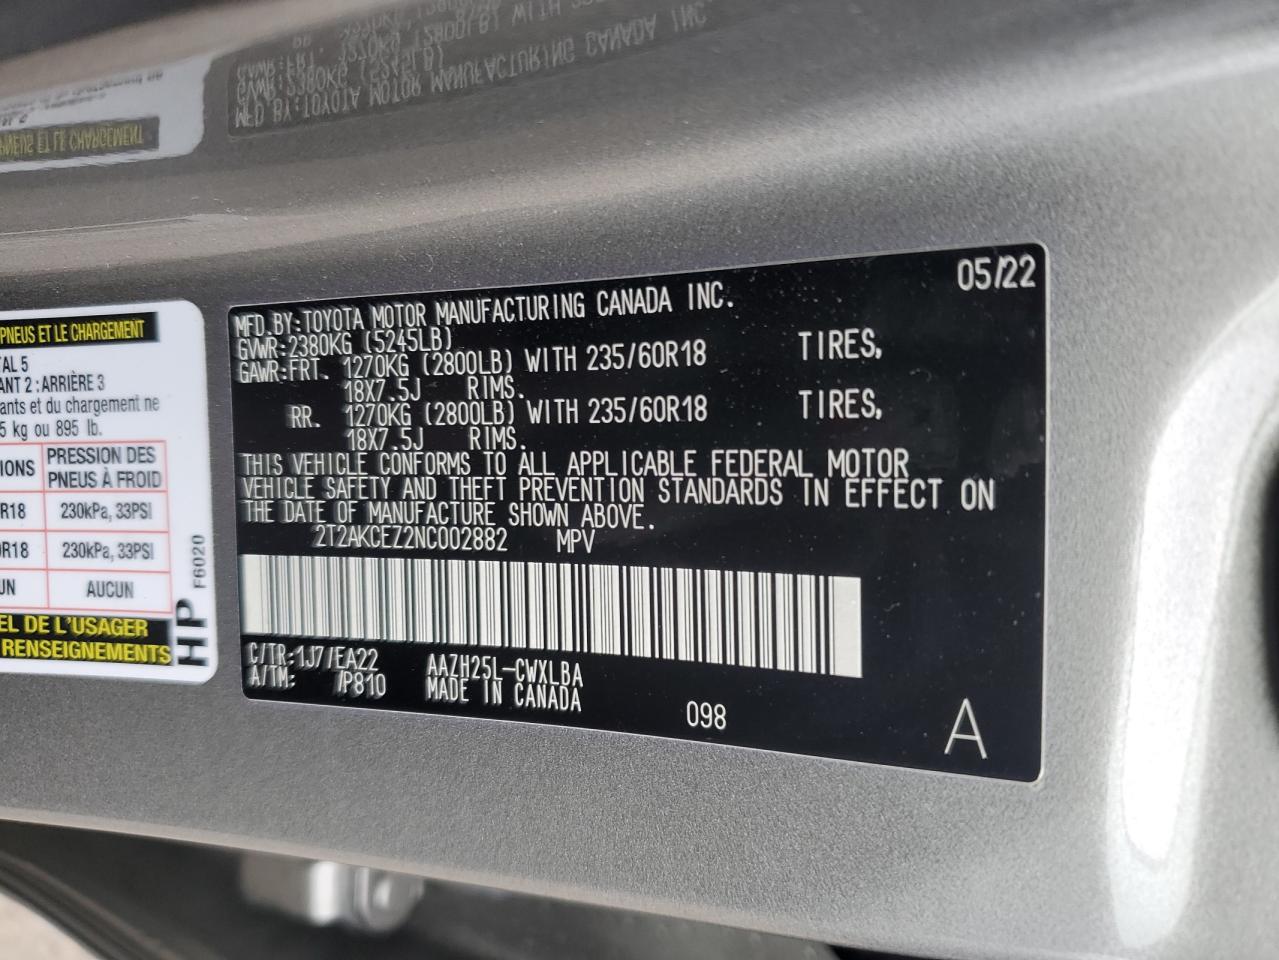 PNEUS ET LE CHARGEMENT
TAL 5
ANT 2 : ARRIÈRE 3
ants et du chargement ne
5 kg ou 895 lb.
IONS PRESSION DES PNEUS À FROID
R18 230kPa, 33PSI
0R18 230kPa, 33PSI
UN AUCUN
EL DE L'USAGER
RENSEIGNEMENTS
HP F6020
05/22
MFD.BY:TOYOTA MOTOR MANUFACTURING CANADA INC.
GVWR:2380KG (5245LB)
GAWR:FRT. 1270KG (2800LB) WITH 235/60R18 TIRES,
18X7.5J RIMS.
RR. 1270KG (2800LB) WITH 235/60R18 TIRES,
18X7.5J RIMS.
THIS VEHICLE CONFORMS TO ALL APPLICABLE FEDERAL MOTOR
VEHICLE SAFETY AND THEFT PREVENTION STANDARDS IN EFFECT ON
THE DATE OF MANUFACTURE SHOWN ABOVE.
2T2AKCEZ2NC002882 MPV
C/TR:1J7/EA22 AAZH25L-CWXLBA
A/TM: /P810 MADE IN CANADA
098
A